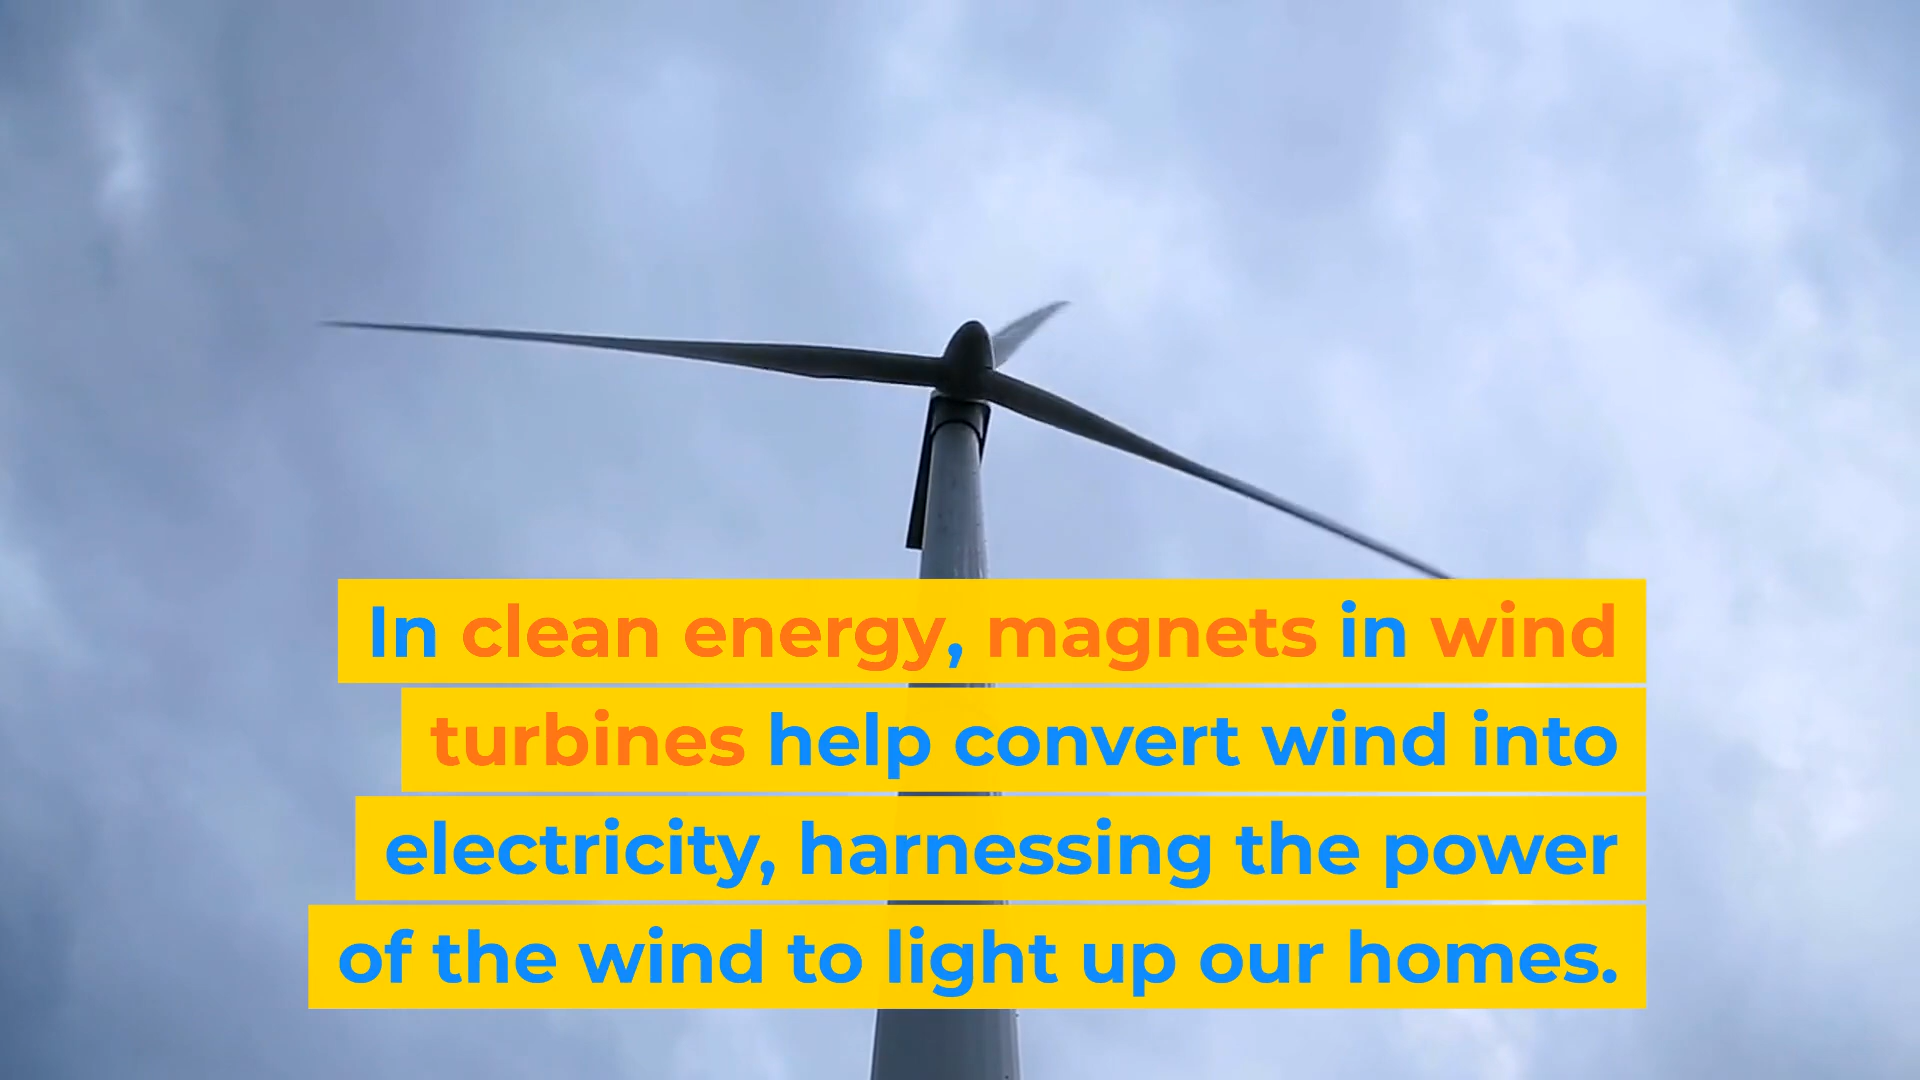 In clean energy, magnets in wind
turbines help convert wind into
electricity, harnessing the power
of the wind to light up our homes.